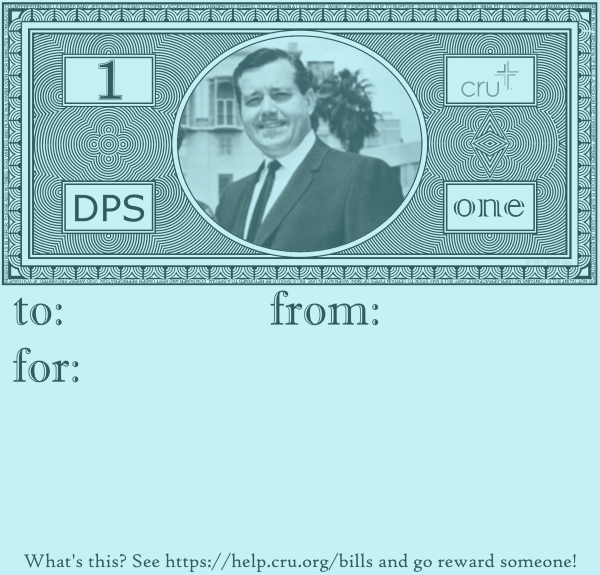 1
cru
DPS
one
to: from:
for:
What's this? See https://help.cru.org/bills and go reward someone!